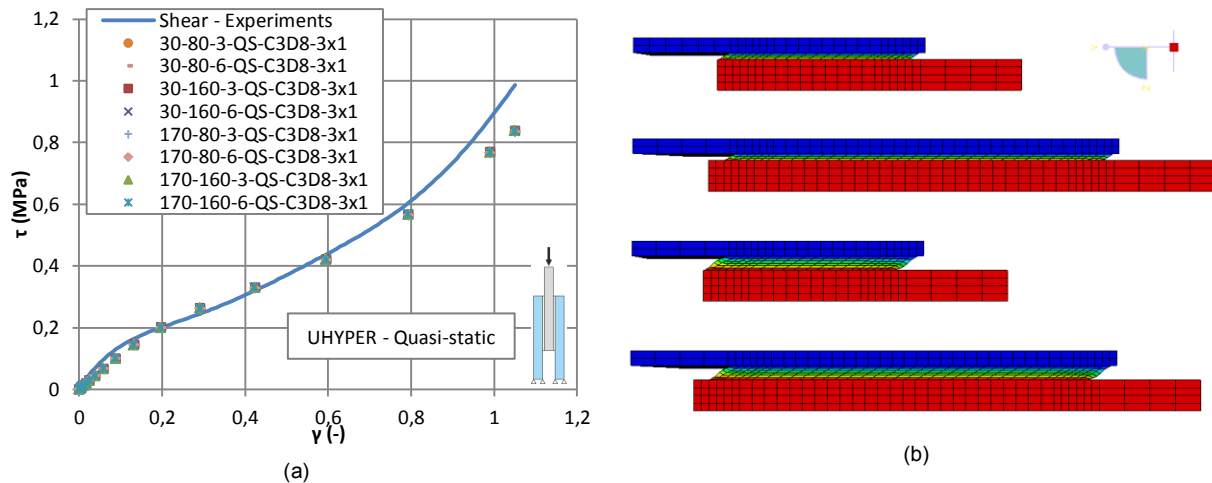 1,2
1
0,8
0,6
0,4
0,2
0
τ (MPa)
Shear - Experiments
30-80-3-QS-C3D8-3x1
30-80-6-QS-C3D8-3x1
30-160-3-QS-C3D8-3x1
30-160-6-QS-C3D8-3x1
170-80-3-QS-C3D8-3x1
170-80-6-QS-C3D8-3x1
170-160-3-QS-C3D8-3x1
170-160-6-QS-C3D8-3x1
UHYPER - Quasi-static
0 0,2 0,4 0,6 0,8 1 1,2
γ (-)
(a)
Y
Z
(b)